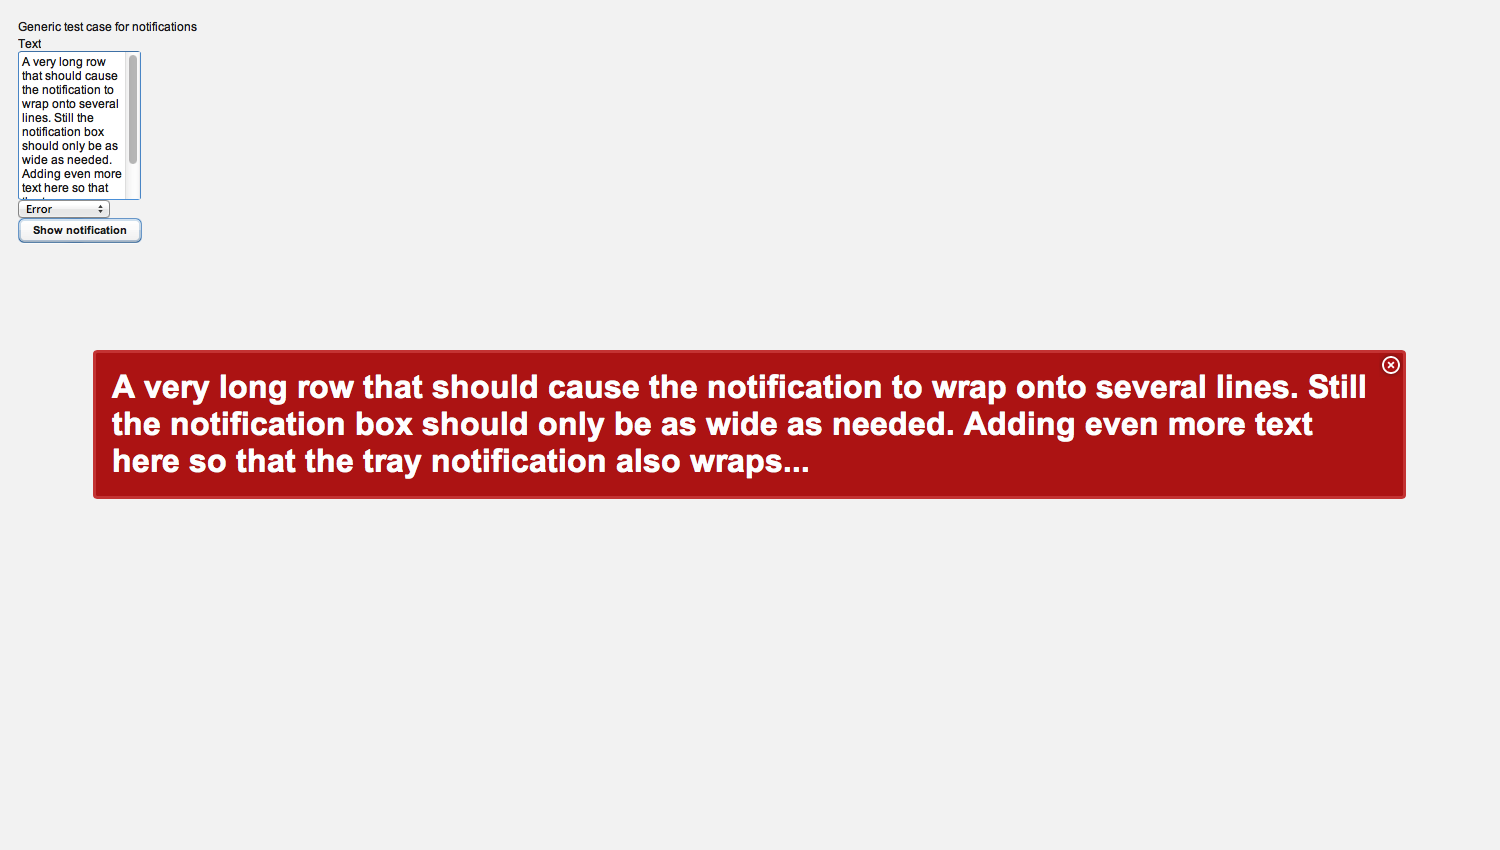 Generic test case for notifications
Text
A very long row
that should cause
the notification to
wrap onto several
lines. Still the
notification box
should only be as
wide as needed.
Adding even more
text here so that
Error
Show notification
A very long row that should cause the notification to wrap onto several lines. Still
the notification box should only be as wide as needed. Adding even more text
here so that the tray notification also wraps...